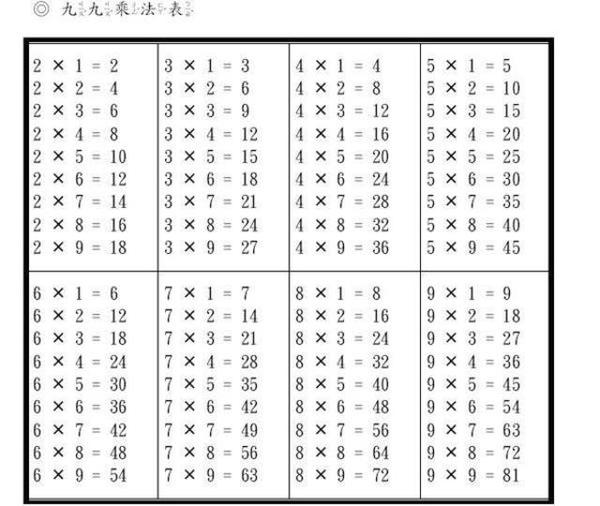 ◎ 九九乘法表
2 × 1 = 2
2 × 2 = 4
2 × 3 = 6
2 × 4 = 8
2 × 5 = 10
2 × 6 = 12
2 × 7 = 14
2 × 8 = 16
2 × 9 = 18
3 × 1 = 3
3 × 2 = 6
3 × 3 = 9
3 × 4 = 12
3 × 5 = 15
3 × 6 = 18
3 × 7 = 21
3 × 8 = 24
3 × 9 = 27
4 × 1 = 4
4 × 2 = 8
4 × 3 = 12
4 × 4 = 16
4 × 5 = 20
4 × 6 = 24
4 × 7 = 28
4 × 8 = 32
4 × 9 = 36
5 × 1 = 5
5 × 2 = 10
5 × 3 = 15
5 × 4 = 20
5 × 5 = 25
5 × 6 = 30
5 × 7 = 35
5 × 8 = 40
5 × 9 = 45
6 × 1 = 6
6 × 2 = 12
6 × 3 = 18
6 × 4 = 24
6 × 5 = 30
6 × 6 = 36
6 × 7 = 42
6 × 8 = 48
6 × 9 = 54
7 × 1 = 7
7 × 2 = 14
7 × 3 = 21
7 × 4 = 28
7 × 5 = 35
7 × 6 = 42
7 × 7 = 49
7 × 8 = 56
7 × 9 = 63
8 × 1 = 8
8 × 2 = 16
8 × 3 = 24
8 × 4 = 32
8 × 5 = 40
8 × 6 = 48
8 × 7 = 56
8 × 8 = 64
8 × 9 = 72
9 × 1 = 9
9 × 2 = 18
9 × 3 = 27
9 × 4 = 36
9 × 5 = 45
9 × 6 = 54
9 × 7 = 63
9 × 8 = 72
9 × 9 = 81